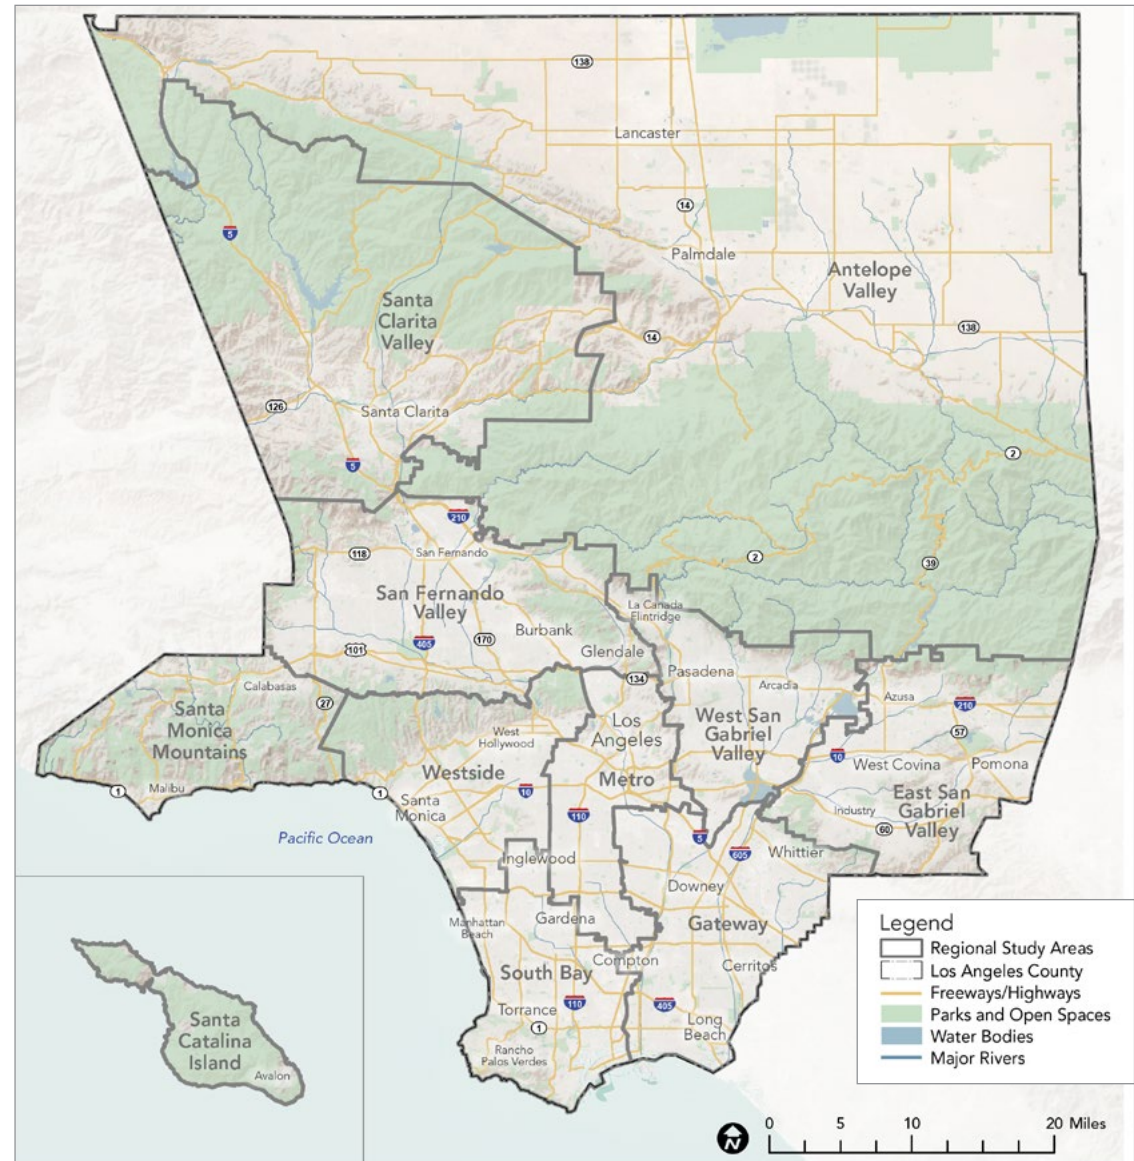 138
Lancaster
14
5
Palmdale
Antelope
Valley
Santa
Clarita
Valley
138
14
126
Santa Clarita
2
5
210
118
San Fernando
2
39
San Fernando
Valley
La Canada
Flintridge
Burbank
405
170
101
Glendale
Pasadena
134
Calabasas
Arcadia
Azusa
27
210
Santa
Monica
Mountains
West San
Gabriel
Valley
Los
Angeles
57
West
Hollywood
10
West Covina
Pomona
Westside
Metro
1
Malibu
1
10
East San
Gabriel
Valley
Santa
Monica
110
Industry
60
Pacific Ocean
5
605
Whittier
Inglewood
Downey
Manhattan
Beach
Gardena
Gateway
Compton
Cerritos
South Bay
Torrance
110
405
1
Long
Beach
Rancho
Palos Verdes
Santa
Catalina
Island
Avalon
Legend
Regional Study Areas
Los Angeles County
Freeways/Highways
Parks and Open Spaces
Water Bodies
Major Rivers
N
0 5 10 20 Miles